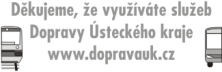 Děkujeme, že využíváte služeb
Dopravy Ústeckého kraje
www.dopravauk.cz